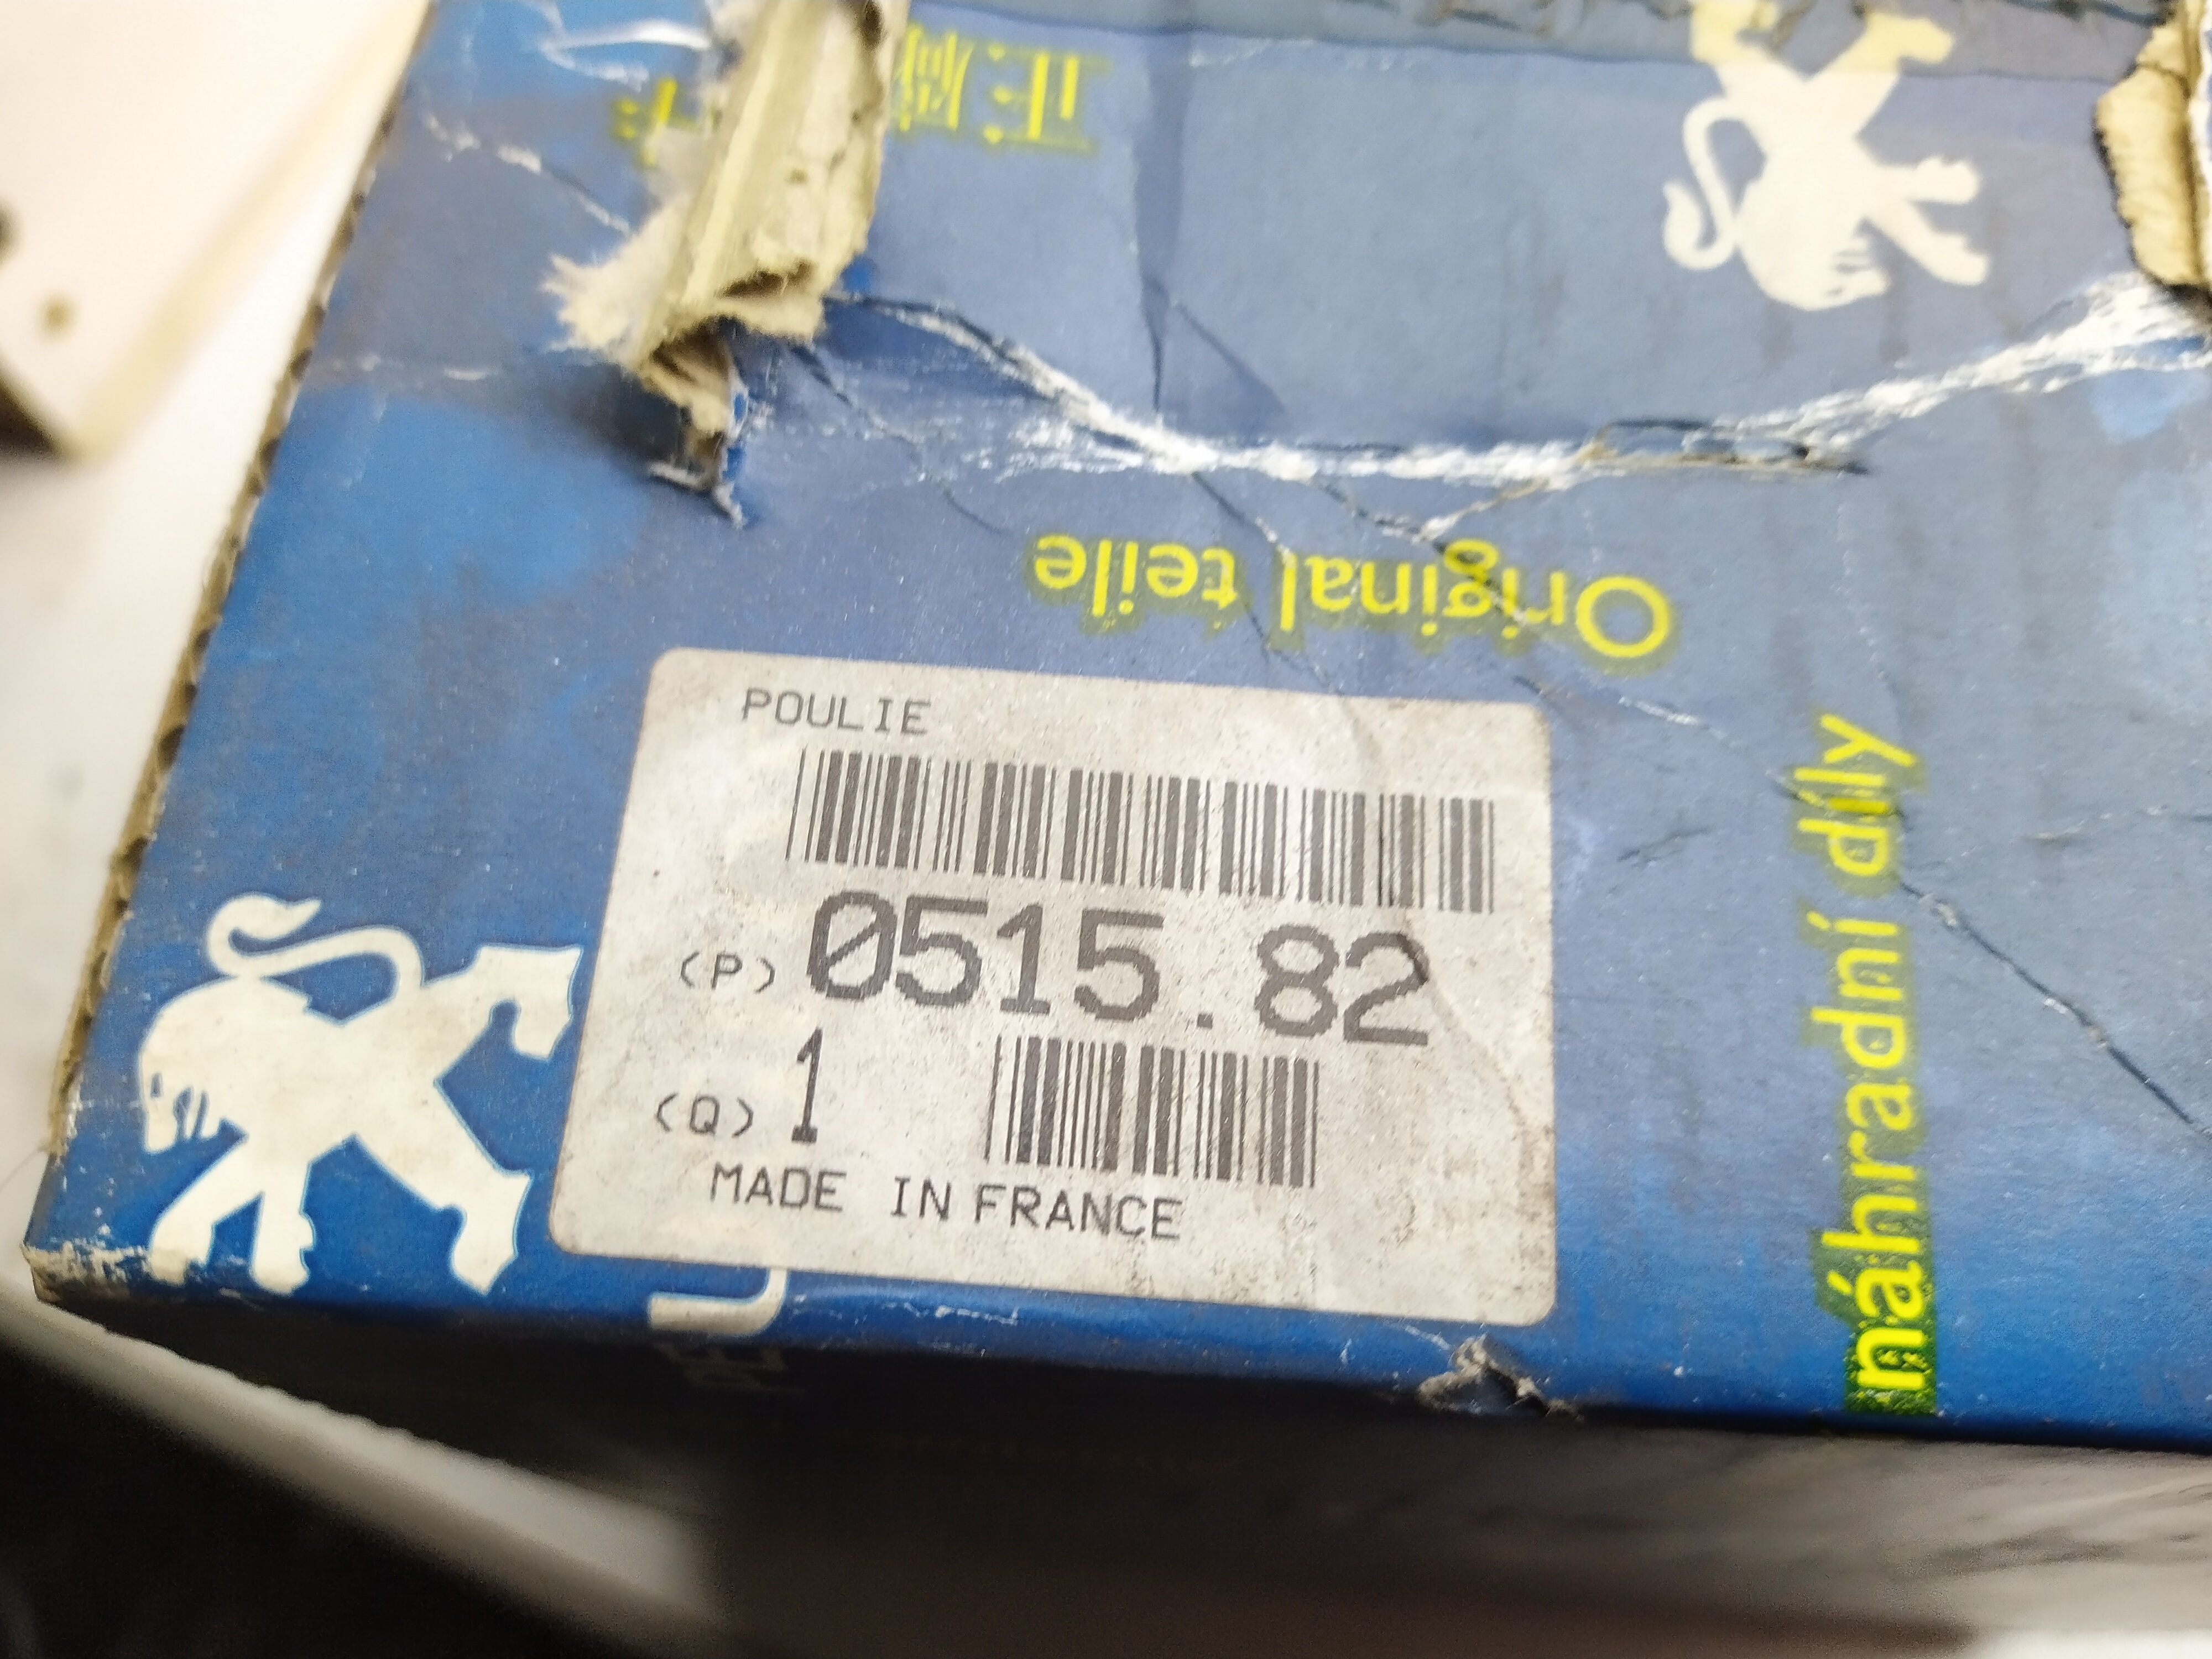 Original teile
POULIE
(P) 0515.82
(Q) 1
MADE IN FRANCE
náhradní díly